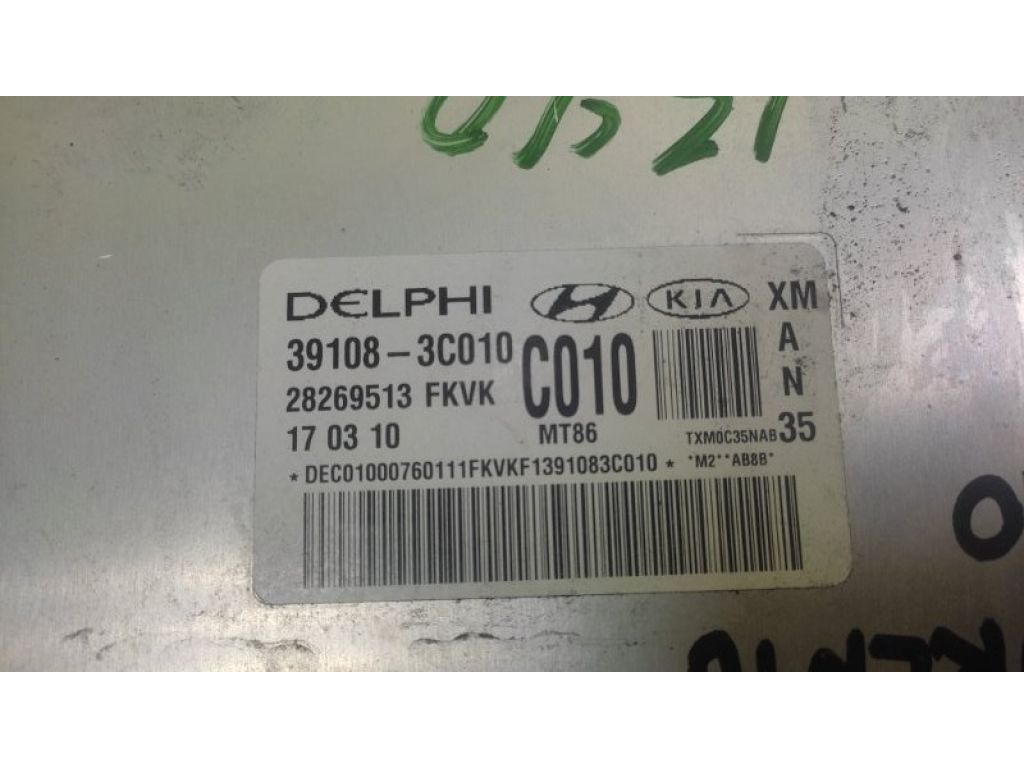 DELPHI KIA XM
39108-3C010 C010 A
28269513 FKVK N
17 03 10 MT86 TXM0C35NAB 35
*DEC01000760111FKVKF1391083C010* *M2**AB8B*